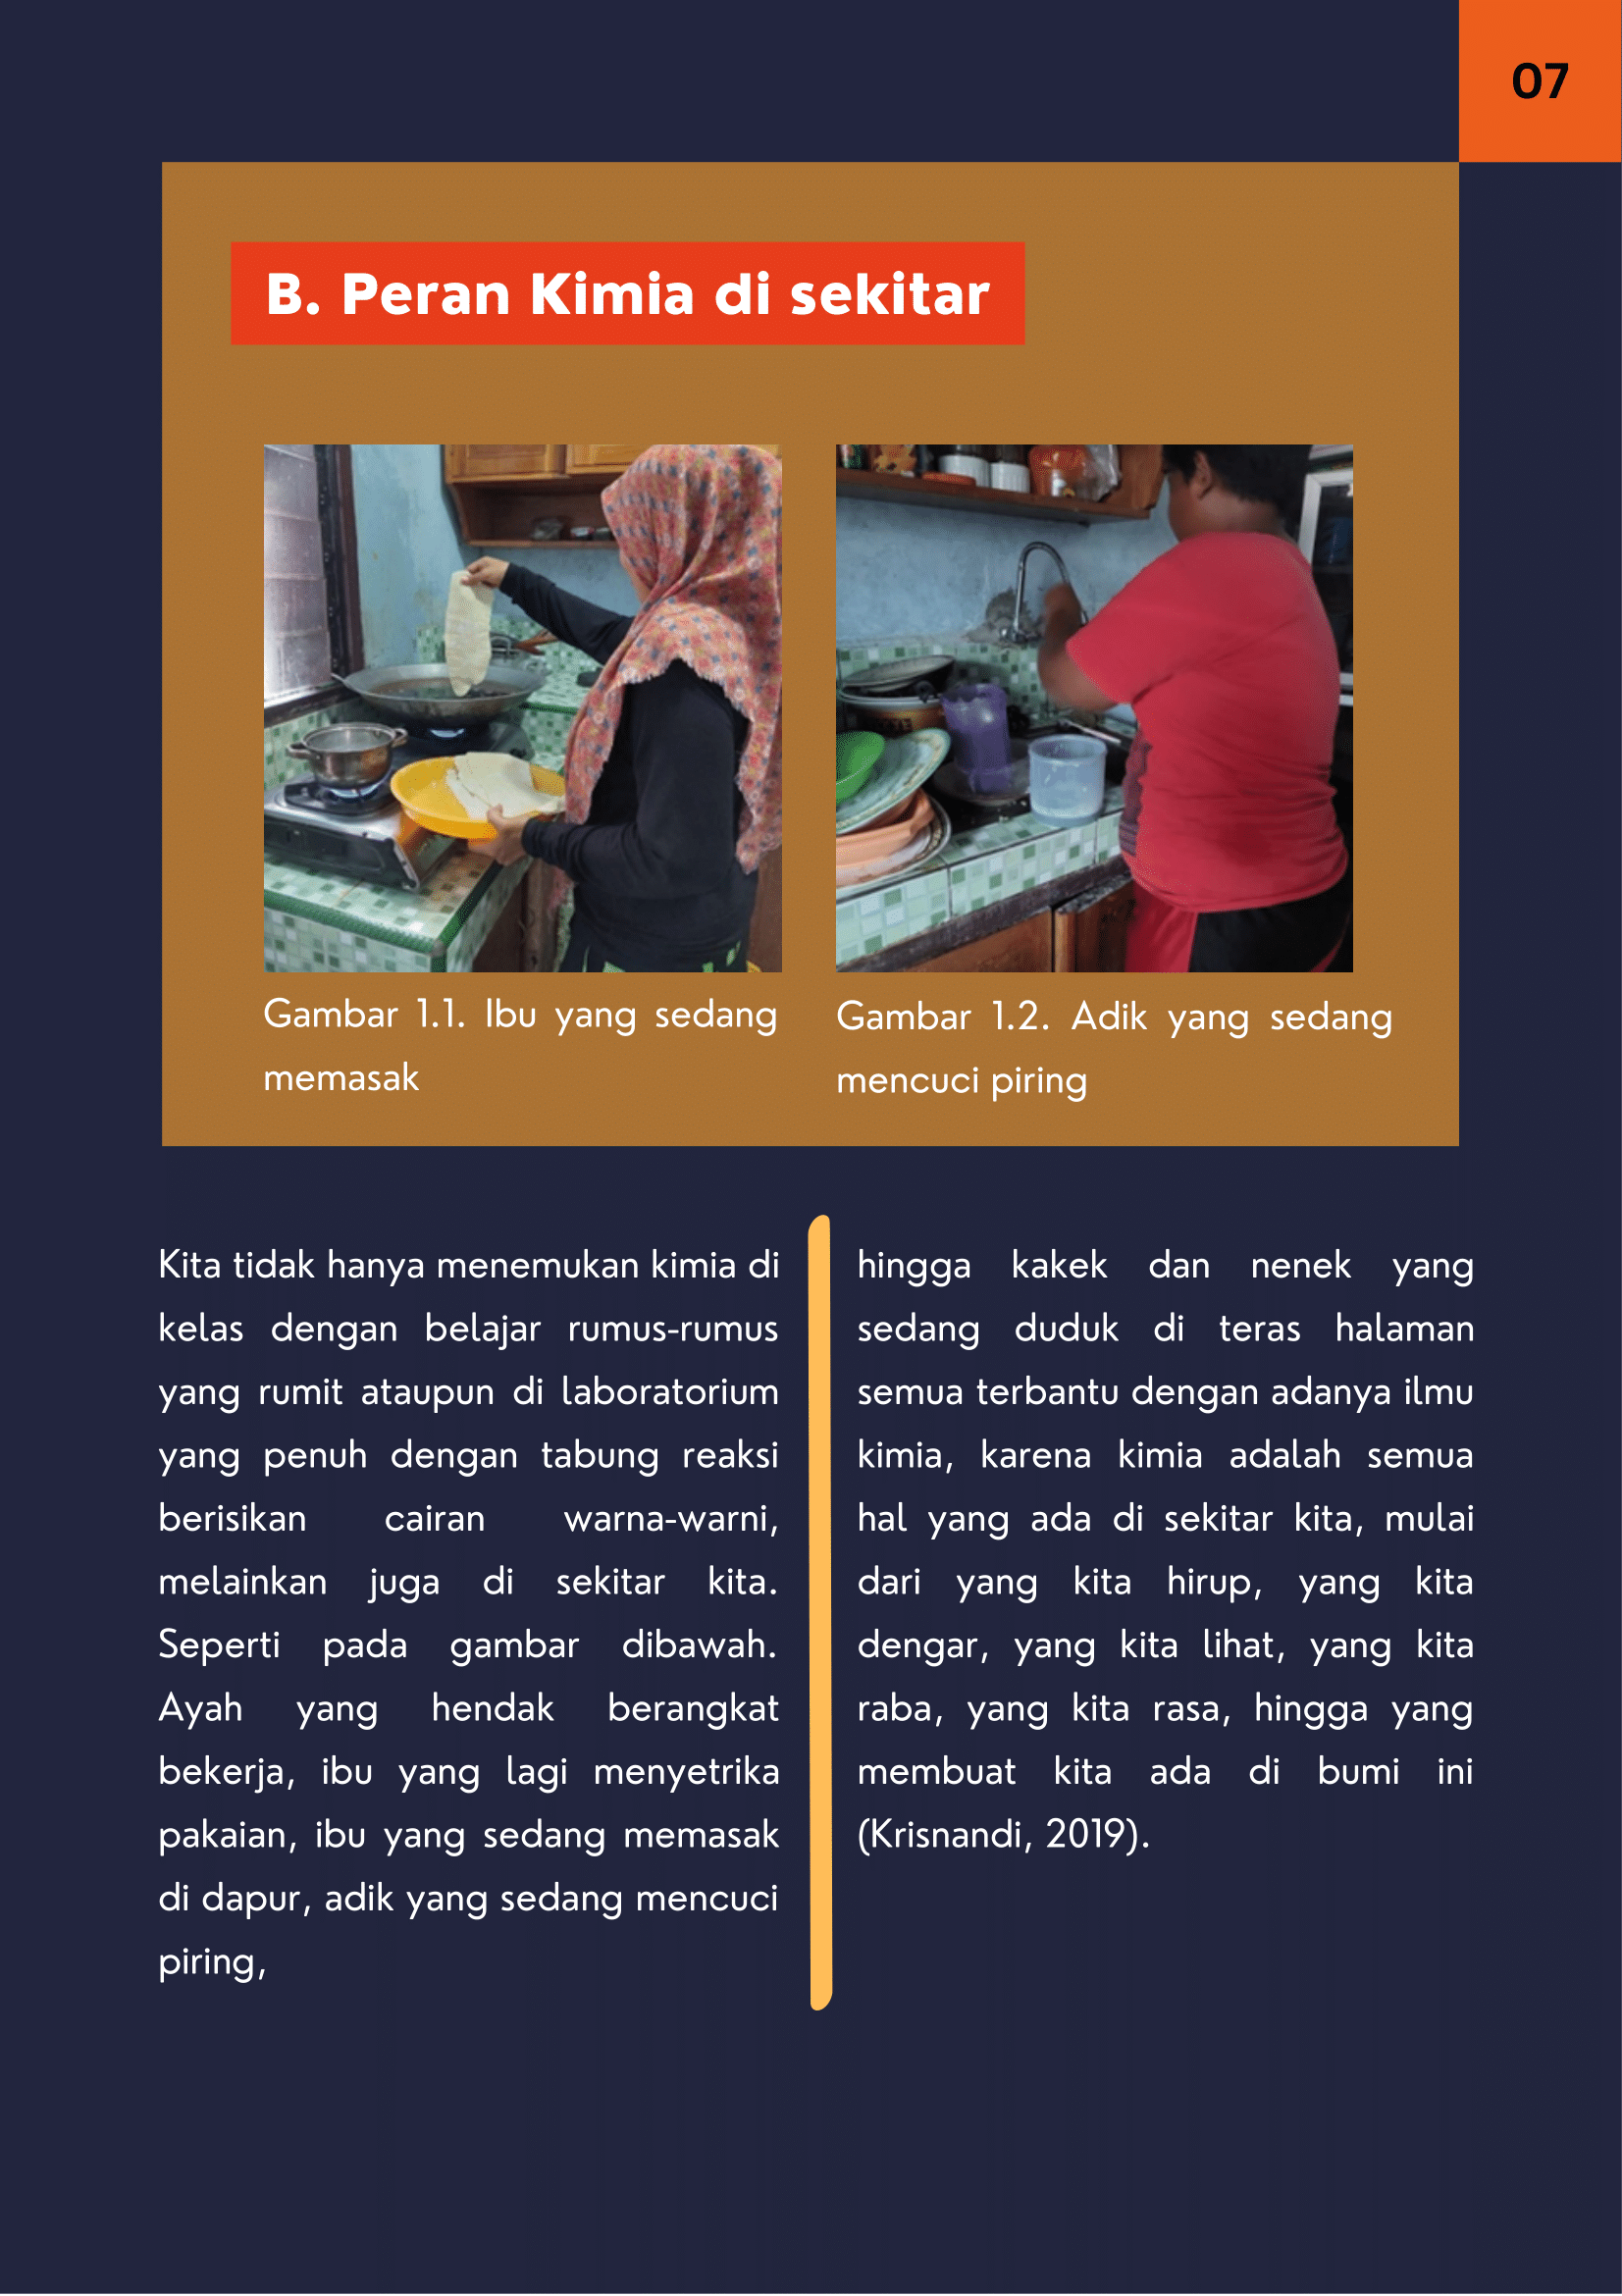 07
B. Peran Kimia di sekitar
Gambar 1.1. Ibu yang sedang
memasak
Gambar 1.2. Adik yang sedang
mencuci piring
Kita tidak hanya menemukan kimia di
kelas dengan belajar rumus-rumus
yang rumit ataupun di laboratorium
yang penuh dengan tabung reaksi
berisikan cairan warna-warni,
melainkan juga di sekitar kita.
Seperti pada gambar dibawah.
Ayah yang hendak berangkat
bekerja, ibu yang lagi menyetrika
pakaian, ibu yang sedang memasak
di dapur, adik yang sedang mencuci
piring,
hingga kakek dan nenek yang
sedang duduk di teras halaman
semua terbantu dengan adanya ilmu
kimia, karena kimia adalah semua
hal yang ada di sekitar kita, mulai
dari yang kita hirup, yang kita
dengar, yang kita lihat, yang kita
raba, yang kita rasa, hingga yang
membuat kita ada di bumi ini
(Krisnandi, 2019).